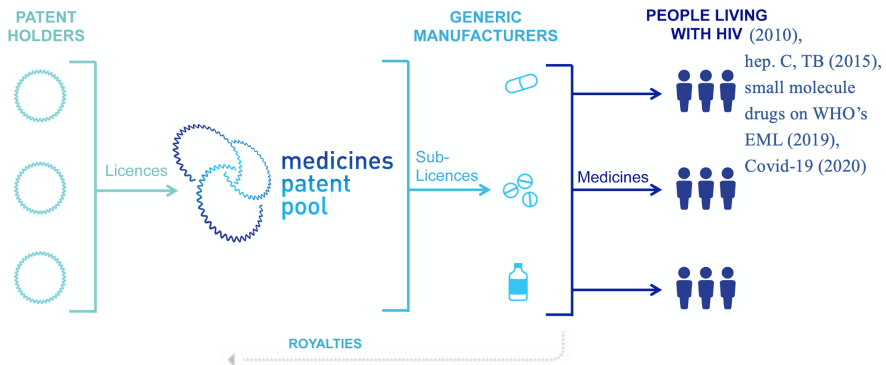 PATENT
HOLDERS
GENERIC
MANUFACTURERS
PEOPLE LIVING
WITH HIV (2010),
hep. C, TB (2015),
small molecule
drugs on WHO's
EML (2019),
Covid-19 (2020)
Licences
medicines
patent
pool
Sub-
Licences
Medicines
ROYALTIES